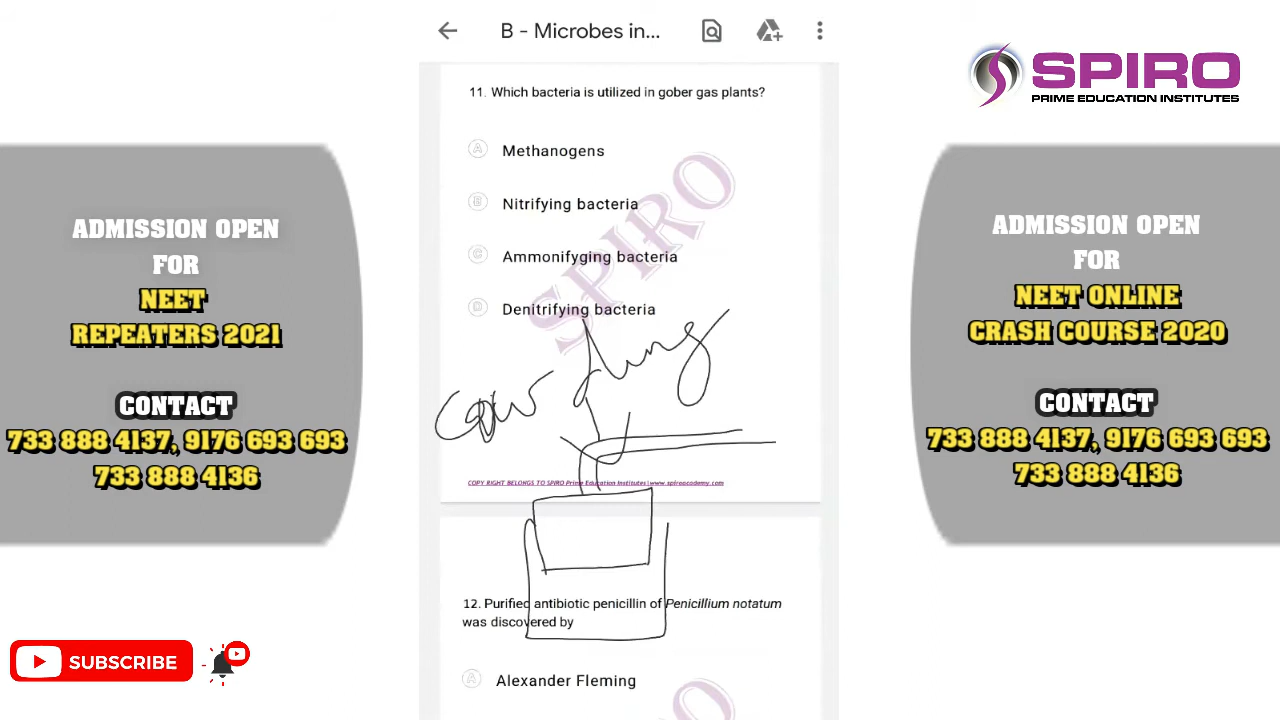 B - Microbes in...
SPIRO
PRIME EDUCATION INSTITUTES
11. Which bacteria is utilized in gober gas plants?
A Methanogens
B Nitrifying bacteria
C Ammonifyging bacteria
D Denitrifying bacteria
SPIRO
cow dung
COPY RIGHT BELONGS TO SPIRO Prime Education Institutes|www.spiroacademy.com
12. Purified antibiotic penicillin of Penicillium notatum
was discovered by
A Alexander Fleming
ADMISSION OPEN
FOR
NEET
REPEATERS 2021
CONTACT
733 888 4137, 9176 693 693
733 888 4136
ADMISSION OPEN
FOR
NEET ONLINE
CRASH COURSE 2020
CONTACT
733 888 4137, 9176 693 693
733 888 4136
SUBSCRIBE